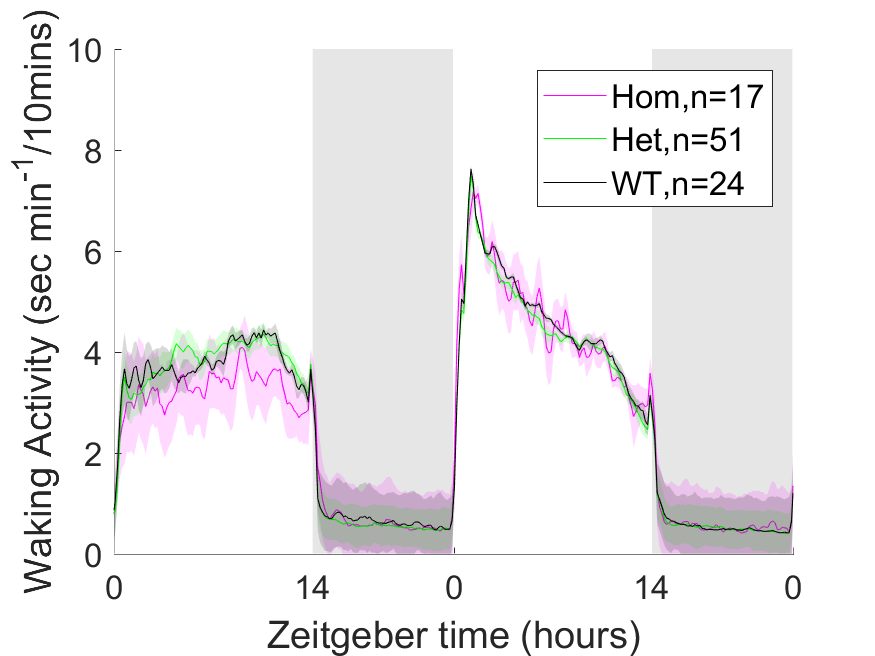 Waking Activity (sec min-1/10mins)
10
8
6
4
2
0
Hom,n=17
Het,n=51
WT,n=24
0 14 0 14 0
Zeitgeber time (hours)